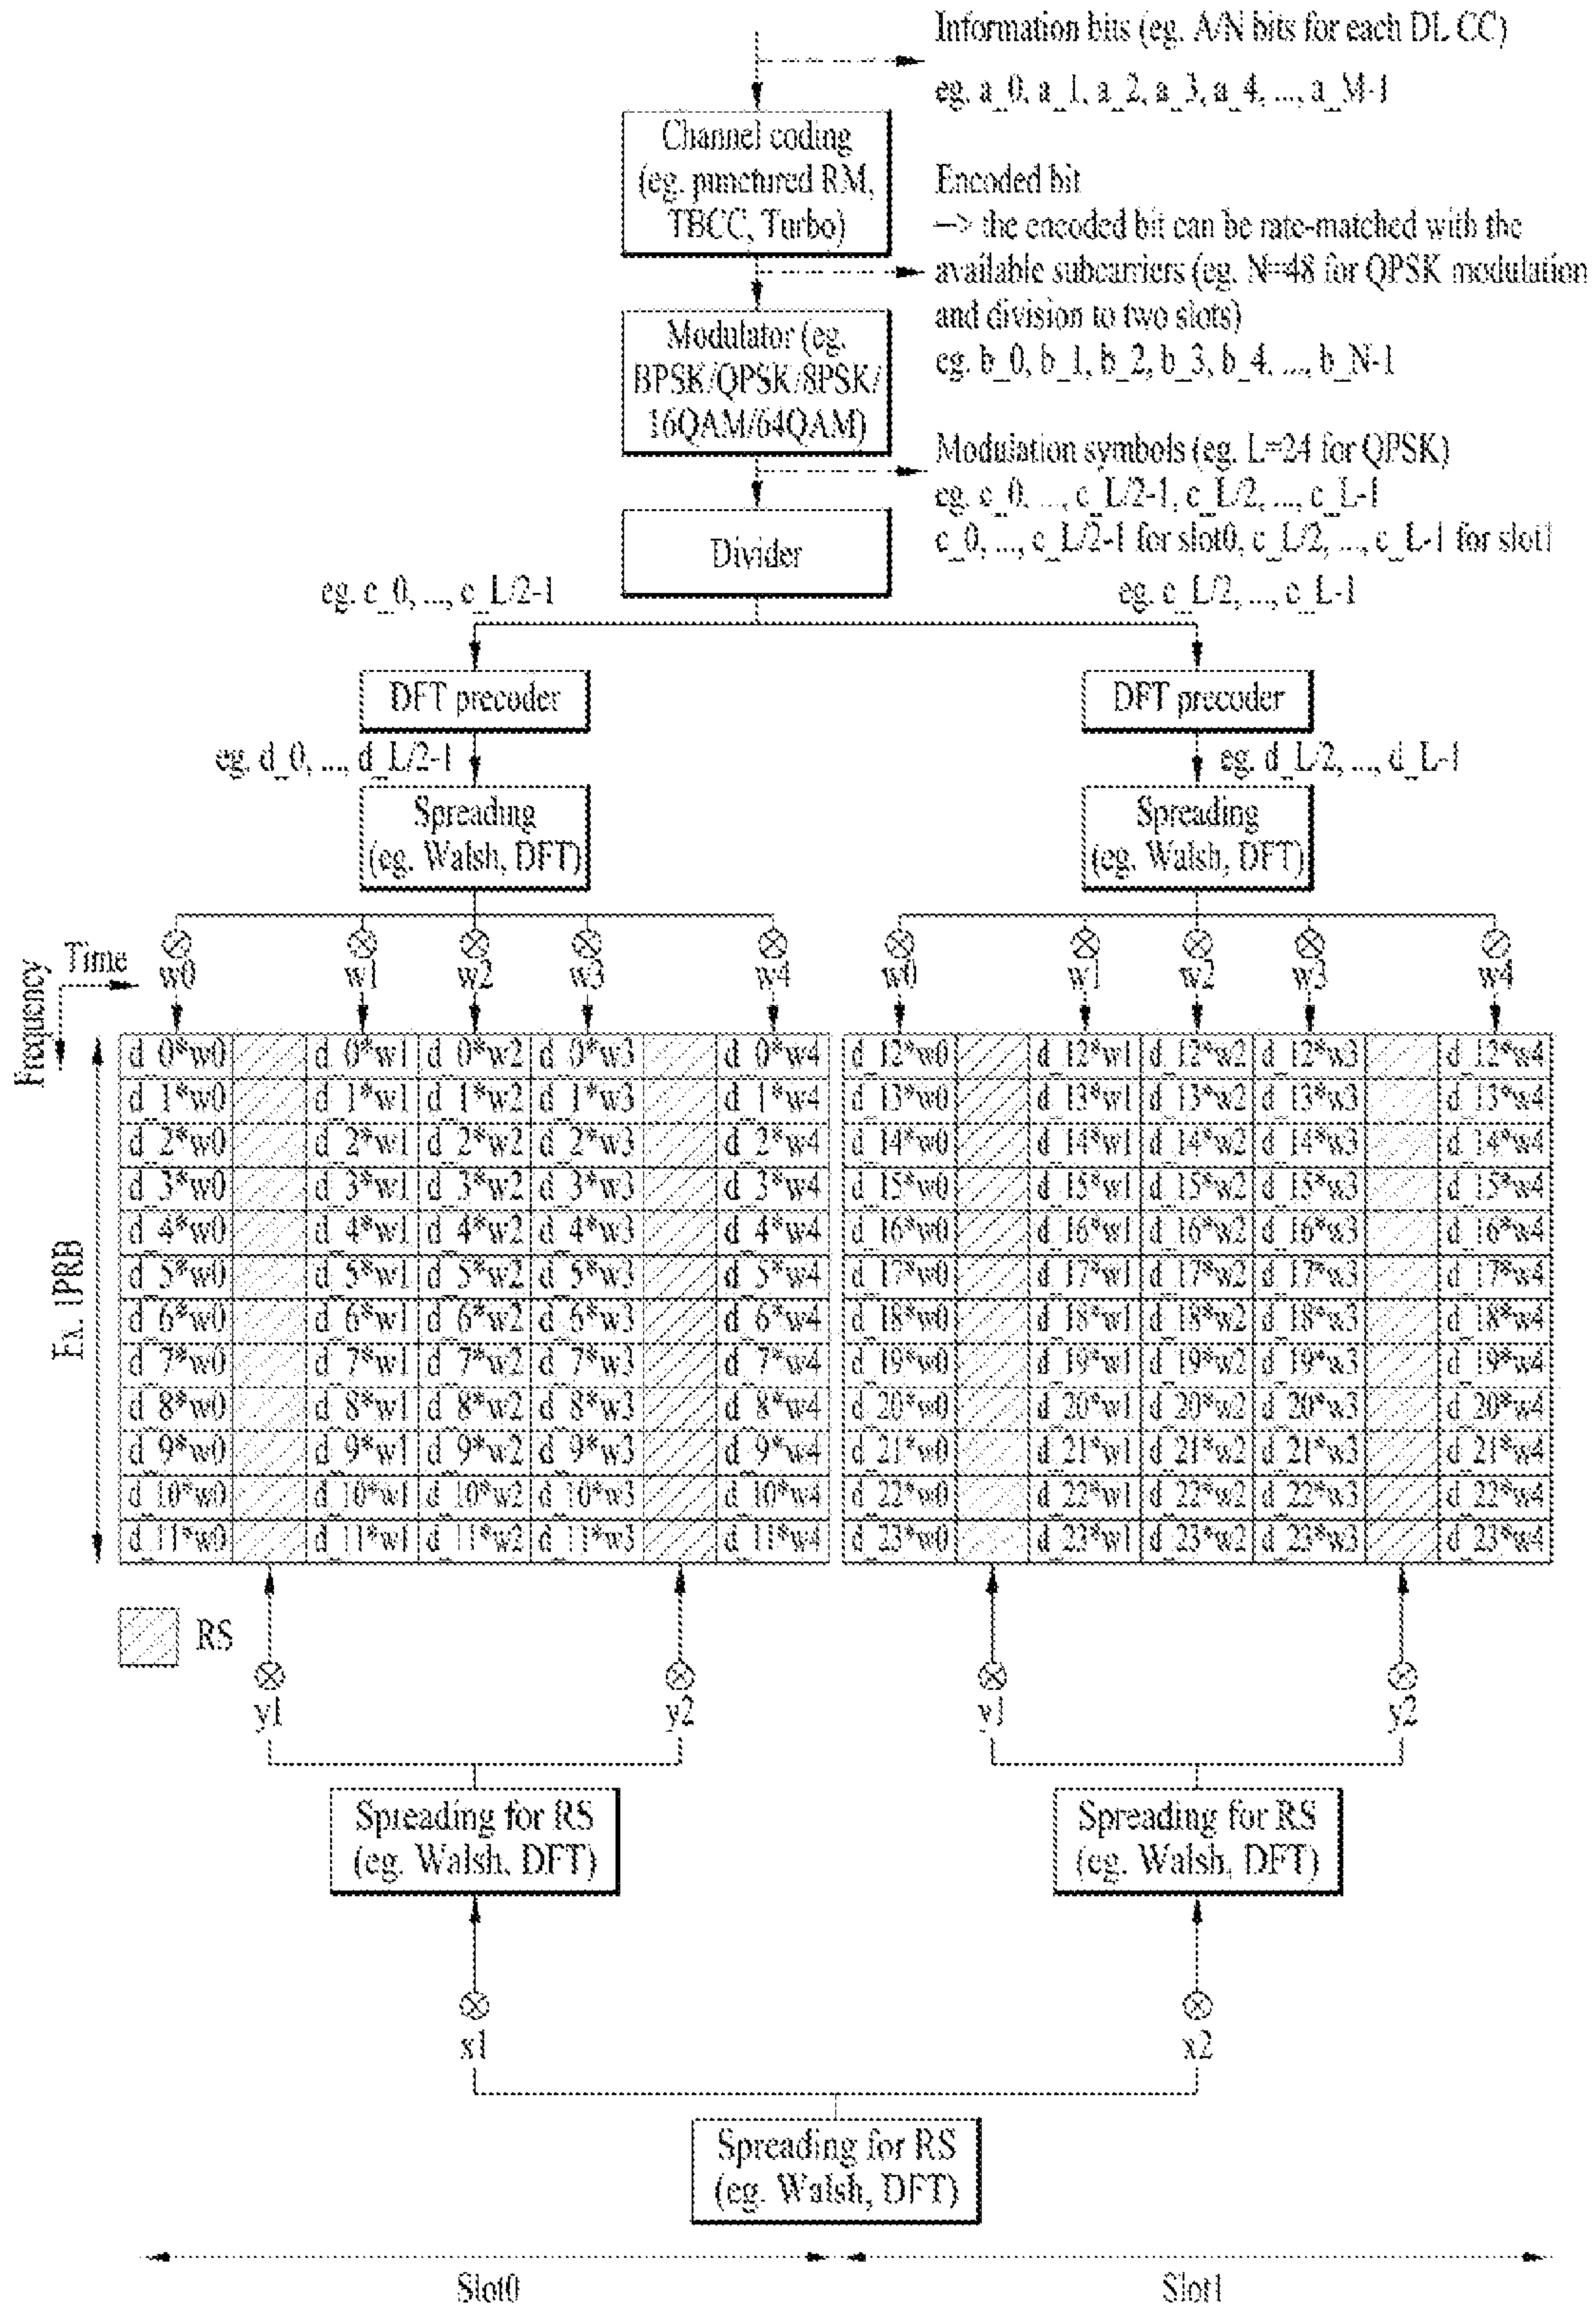 Information bits (eg. A/N bits for each DL CC)
eg. a_0, a_1, a_2, a_3, a_4, ..., a_M-1
Channel coding
(eg. punctured RM,
TBCC, Turbo)
Encoded bit
--> the encoded bit can be rate-matched with the
available subcarriers (eg. N=48 for QPSK modulation
and division to two slots)
eg. b_0, b_1, b_2, b_3, b_4, ..., b_N-1
Modulator (eg.
BPSK/QPSK/8PSK/
16QAM/64QAM)
Modulation symbols (eg. L=24 for QPSK)
eg. c_0, ..., c_L/2-1, c_L/2, ..., c_L-1
c_0, ..., c_L/2-1 for slot0, c_L/2, ..., c_L-1 for slot1
Divider
eg. c_0, ..., c_L/2-1
eg. c_L/2, ..., c_L-1
DFT precoder
DFT precoder
eg. d_0, ..., d_L/2-1
eg. d_L/2, ..., d_L-1
Spreading
(eg. Walsh, DFT)
Spreading
(eg. Walsh, DFT)
Time
Frequency
w0 w1 w2 w3 w4 w0 w1 w2 w3 w4
Ex. 1PRB
d_0*w0 d_0*w1 d_0*w2 d_0*w3 d_0*w4 d_12*w0 d_12*w1 d_12*w2 d_12*w3 d_12*w4
d_1*w0 d_1*w1 d_1*w2 d_1*w3 d_1*w4 d_13*w0 d_13*w1 d_13*w2 d_13*w3 d_13*w4
d_2*w0 d_2*w1 d_2*w2 d_2*w3 d_2*w4 d_14*w0 d_14*w1 d_14*w2 d_14*w3 d_14*w4
d_3*w0 d_3*w1 d_3*w2 d_3*w3 d_3*w4 d_15*w0 d_15*w1 d_15*w2 d_15*w3 d_15*w4
d_4*w0 d_4*w1 d_4*w2 d_4*w3 d_4*w4 d_16*w0 d_16*w1 d_16*w2 d_16*w3 d_16*w4
d_5*w0 d_5*w1 d_5*w2 d_5*w3 d_5*w4 d_17*w0 d_17*w1 d_17*w2 d_17*w3 d_17*w4
d_6*w0 d_6*w1 d_6*w2 d_6*w3 d_6*w4 d_18*w0 d_18*w1 d_18*w2 d_18*w3 d_18*w4
d_7*w0 d_7*w1 d_7*w2 d_7*w3 d_7*w4 d_19*w0 d_19*w1 d_19*w2 d_19*w3 d_19*w4
d_8*w0 d_8*w1 d_8*w2 d_8*w3 d_8*w4 d_20*w0 d_20*w1 d_20*w2 d_20*w3 d_20*w4
d_9*w0 d_9*w1 d_9*w2 d_9*w3 d_9*w4 d_21*w0 d_21*w1 d_21*w2 d_21*w3 d_21*w4
d_10*w0 d_10*w1 d_10*w2 d_10*w3 d_10*w4 d_22*w0 d_22*w1 d_22*w2 d_22*w3 d_22*w4
d_11*w0 d_11*w1 d_11*w2 d_11*w3 d_11*w4 d_23*w0 d_23*w1 d_23*w2 d_23*w3 d_23*w4
RS
y1 y2 y1 y2
Spreading for RS
(eg. Walsh, DFT)
Spreading for RS
(eg. Walsh, DFT)
x1 x2
Spreading for RS
(eg. Walsh, DFT)
Slot0 Slot1